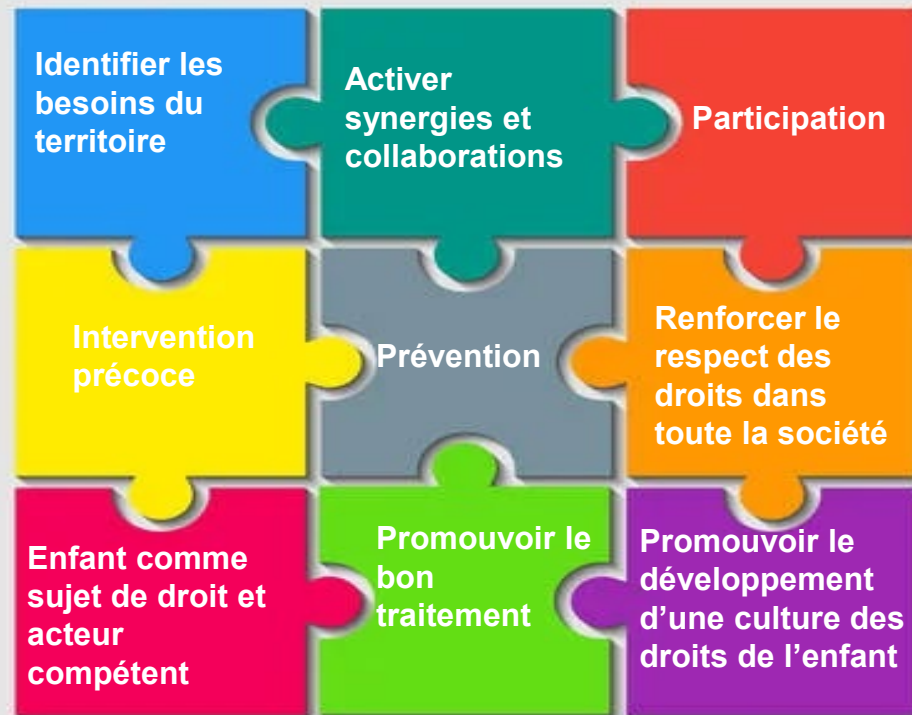 Identifier les
besoins du
territoire
Activer
synergies et
collaborations
Participation
Intervention
précoce
Prévention
Renforcer le
respect des
droits dans
toute la société
Enfant comme
sujet de droit et
acteur
compétent
Promouvoir le
bon
traitement
Promouvoir le
développement
d’une culture des
droits de l’enfant